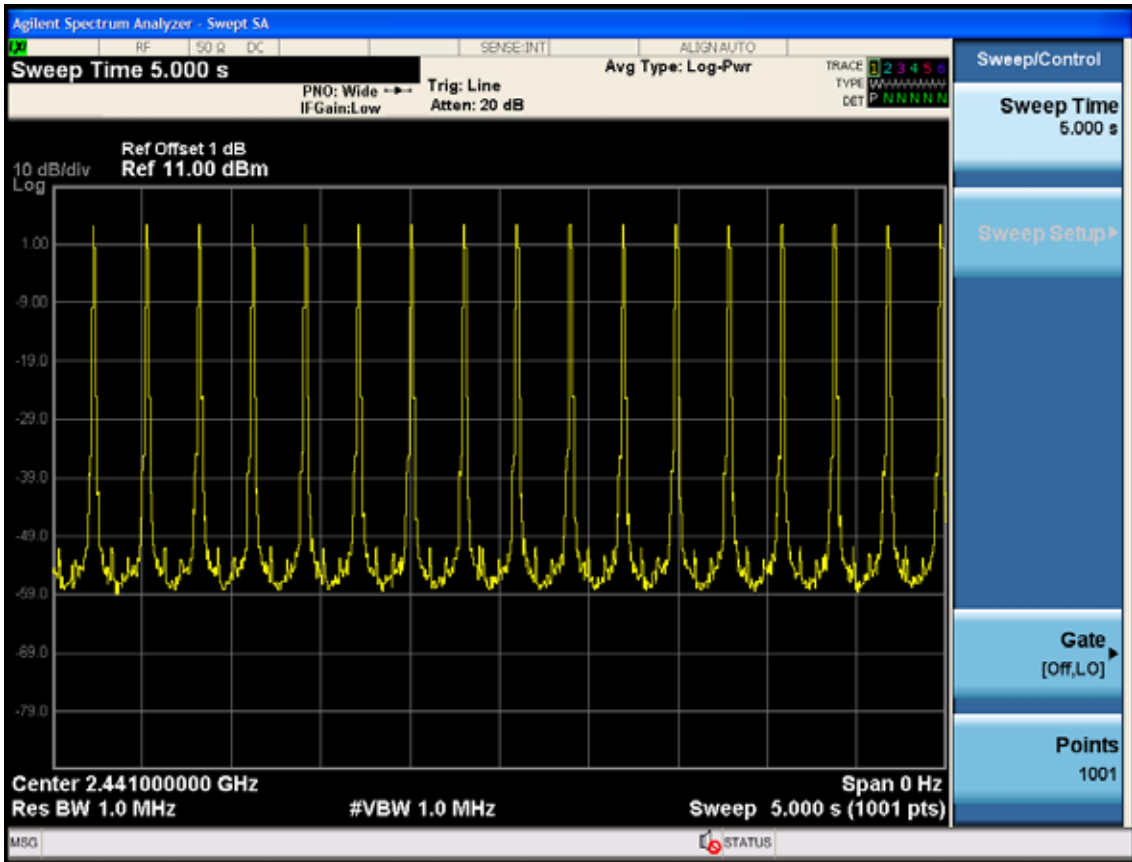 Agilent Spectrum Analyzer - Swept SA
LXI RF 50 Ω DC SENSE:INT ALIGN AUTO
Sweep Time 5.000 s
PNO: Wide
IFGain:Low
Trig: Line
Atten: 20 dB
Avg Type: Log-Pwr
TRACE 1 2 3 4 5 6
TYPE W
DET P N N N N N
Ref Offset 1 dB
10 dB/div Ref 11.00 dBm
Log
1.00
-9.00
-19.0
-29.0
-39.0
-49.0
-59.0
-69.0
-79.0
Center 2.441000000 GHz Span 0 Hz
Res BW 1.0 MHz #VBW 1.0 MHz Sweep 5.000 s (1001 pts)
MSG STATUS
Sweep/Control
Sweep Time
5.000 s
Sweep Setup
Gate
[Off,LO]
Points
1001